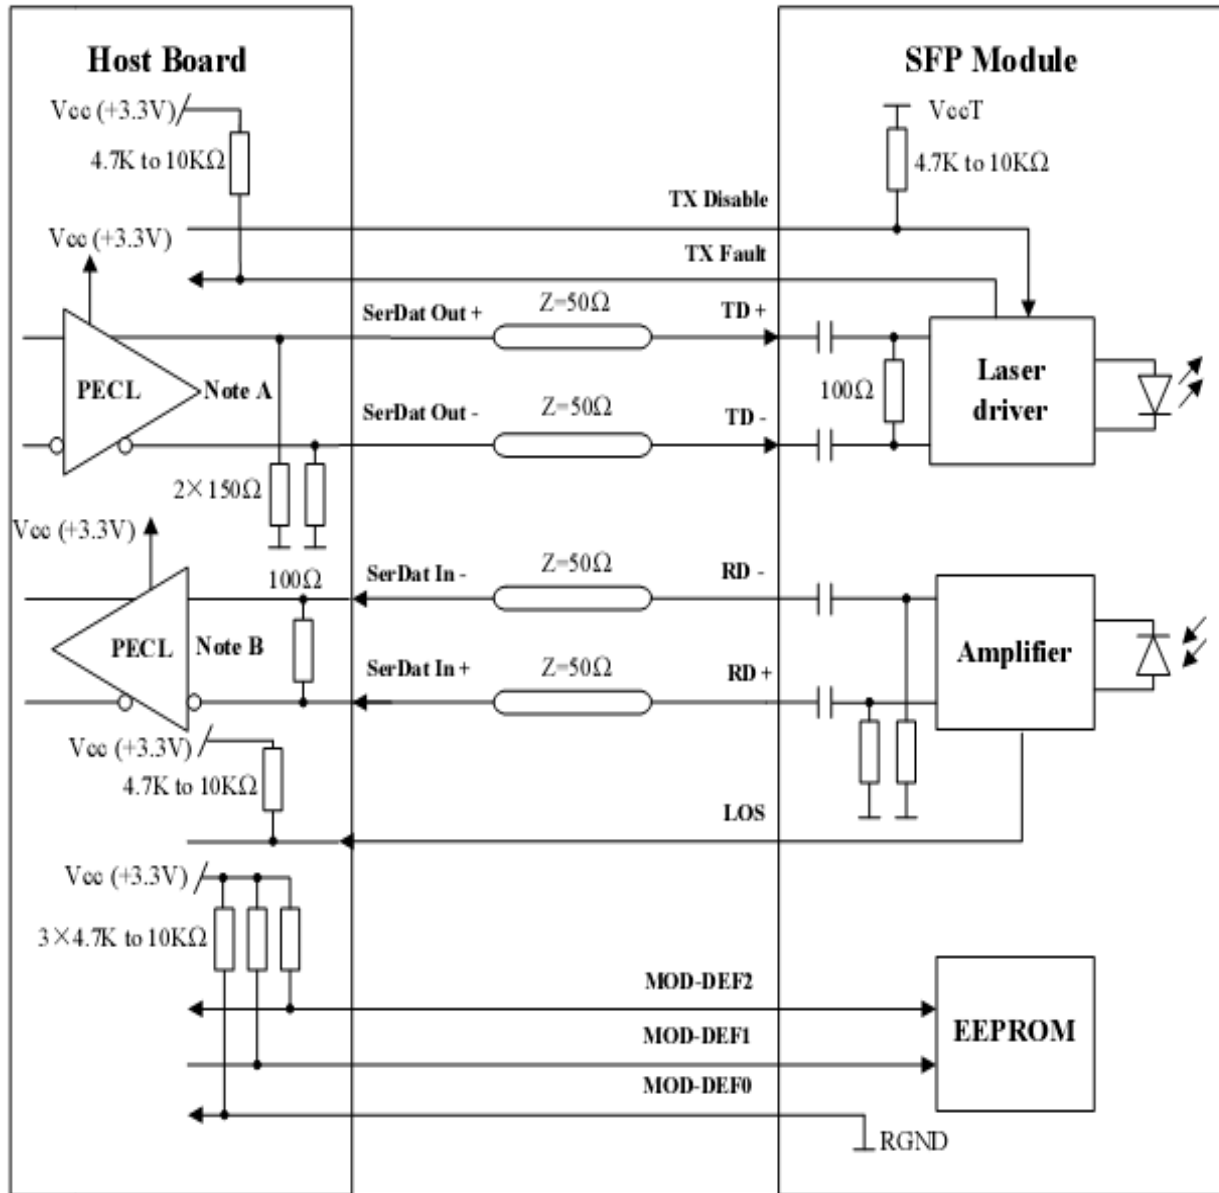 Host Board
SFP Module
Vcc (+3.3V)
VccT
4.7K to 10KΩ
4.7K to 10KΩ
TX Disable
Vcc (+3.3V)
TX Fault
SerDat Out +
Z=50Ω
TD +
PECL
Note A
Laser
driver
100Ω
SerDat Out -
Z=50Ω
TD -
2×150Ω
Vcc (+3.3V)
100Ω
SerDat In -
Z=50Ω
RD -
PECL
Note B
Amplifier
SerDat In +
Z=50Ω
RD +
Vcc (+3.3V)
4.7K to 10KΩ
LOS
Vcc (+3.3V)
3×4.7K to 10KΩ
MOD-DEF2
MOD-DEF1
EEPROM
MOD-DEF0
RGND